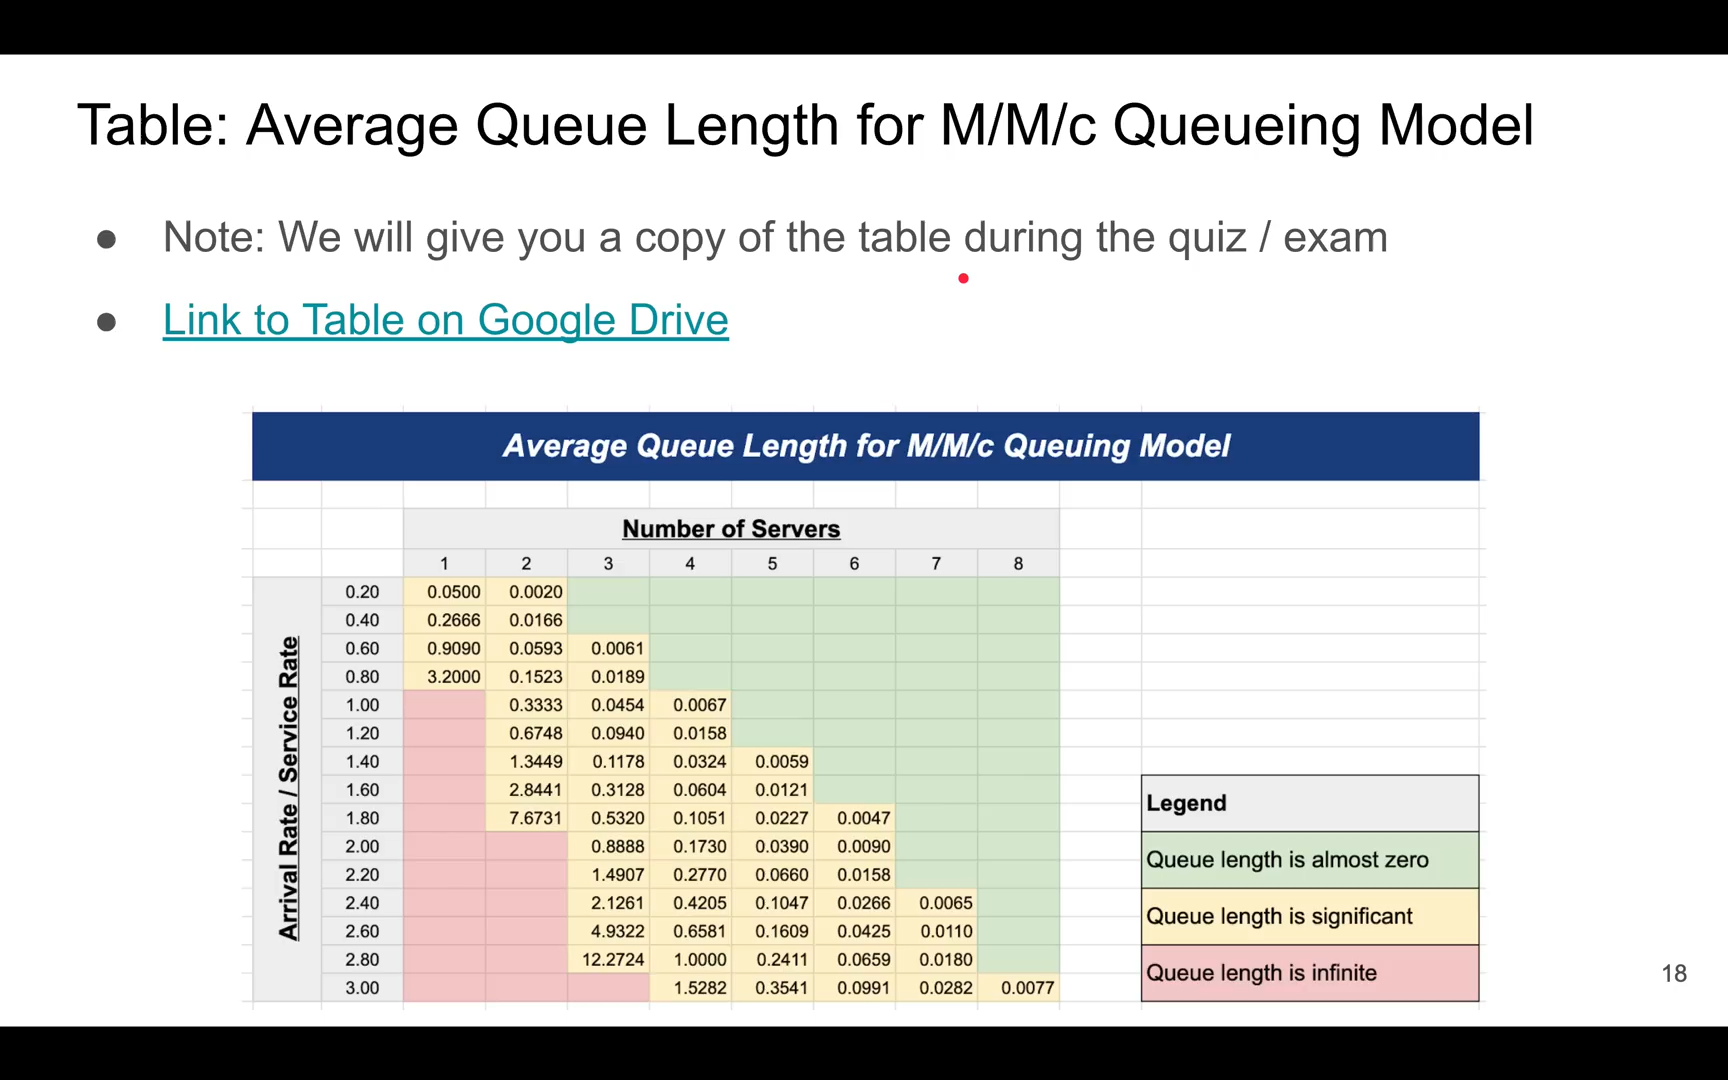 Table: Average Queue Length for M/M/c Queueing Model
● Note: We will give you a copy of the table during the quiz / exam
● Link to Table on Google Drive
Average Queue Length for M/M/c Queuing Model
Number of Servers
1 2 3 4 5 6 7 8
Arrival Rate / Service Rate
0.20 0.0500 0.0020
0.40 0.2666 0.0166
0.60 0.9090 0.0593 0.0061
0.80 3.2000 0.1523 0.0189
1.00 0.3333 0.0454 0.0067
1.20 0.6748 0.0940 0.0158
1.40 1.3449 0.1178 0.0324 0.0059
1.60 2.8441 0.3128 0.0604 0.0121
1.80 7.6731 0.5320 0.1051 0.0227 0.0047
2.00 0.8888 0.1730 0.0390 0.0090
2.20 1.4907 0.2770 0.0660 0.0158
2.40 2.1261 0.4205 0.1047 0.0266 0.0065
2.60 4.9322 0.6581 0.1609 0.0425 0.0110
2.80 12.2724 1.0000 0.2411 0.0659 0.0180
3.00 1.5282 0.3541 0.0991 0.0282 0.0077
Legend
Queue length is almost zero
Queue length is significant
Queue length is infinite
18